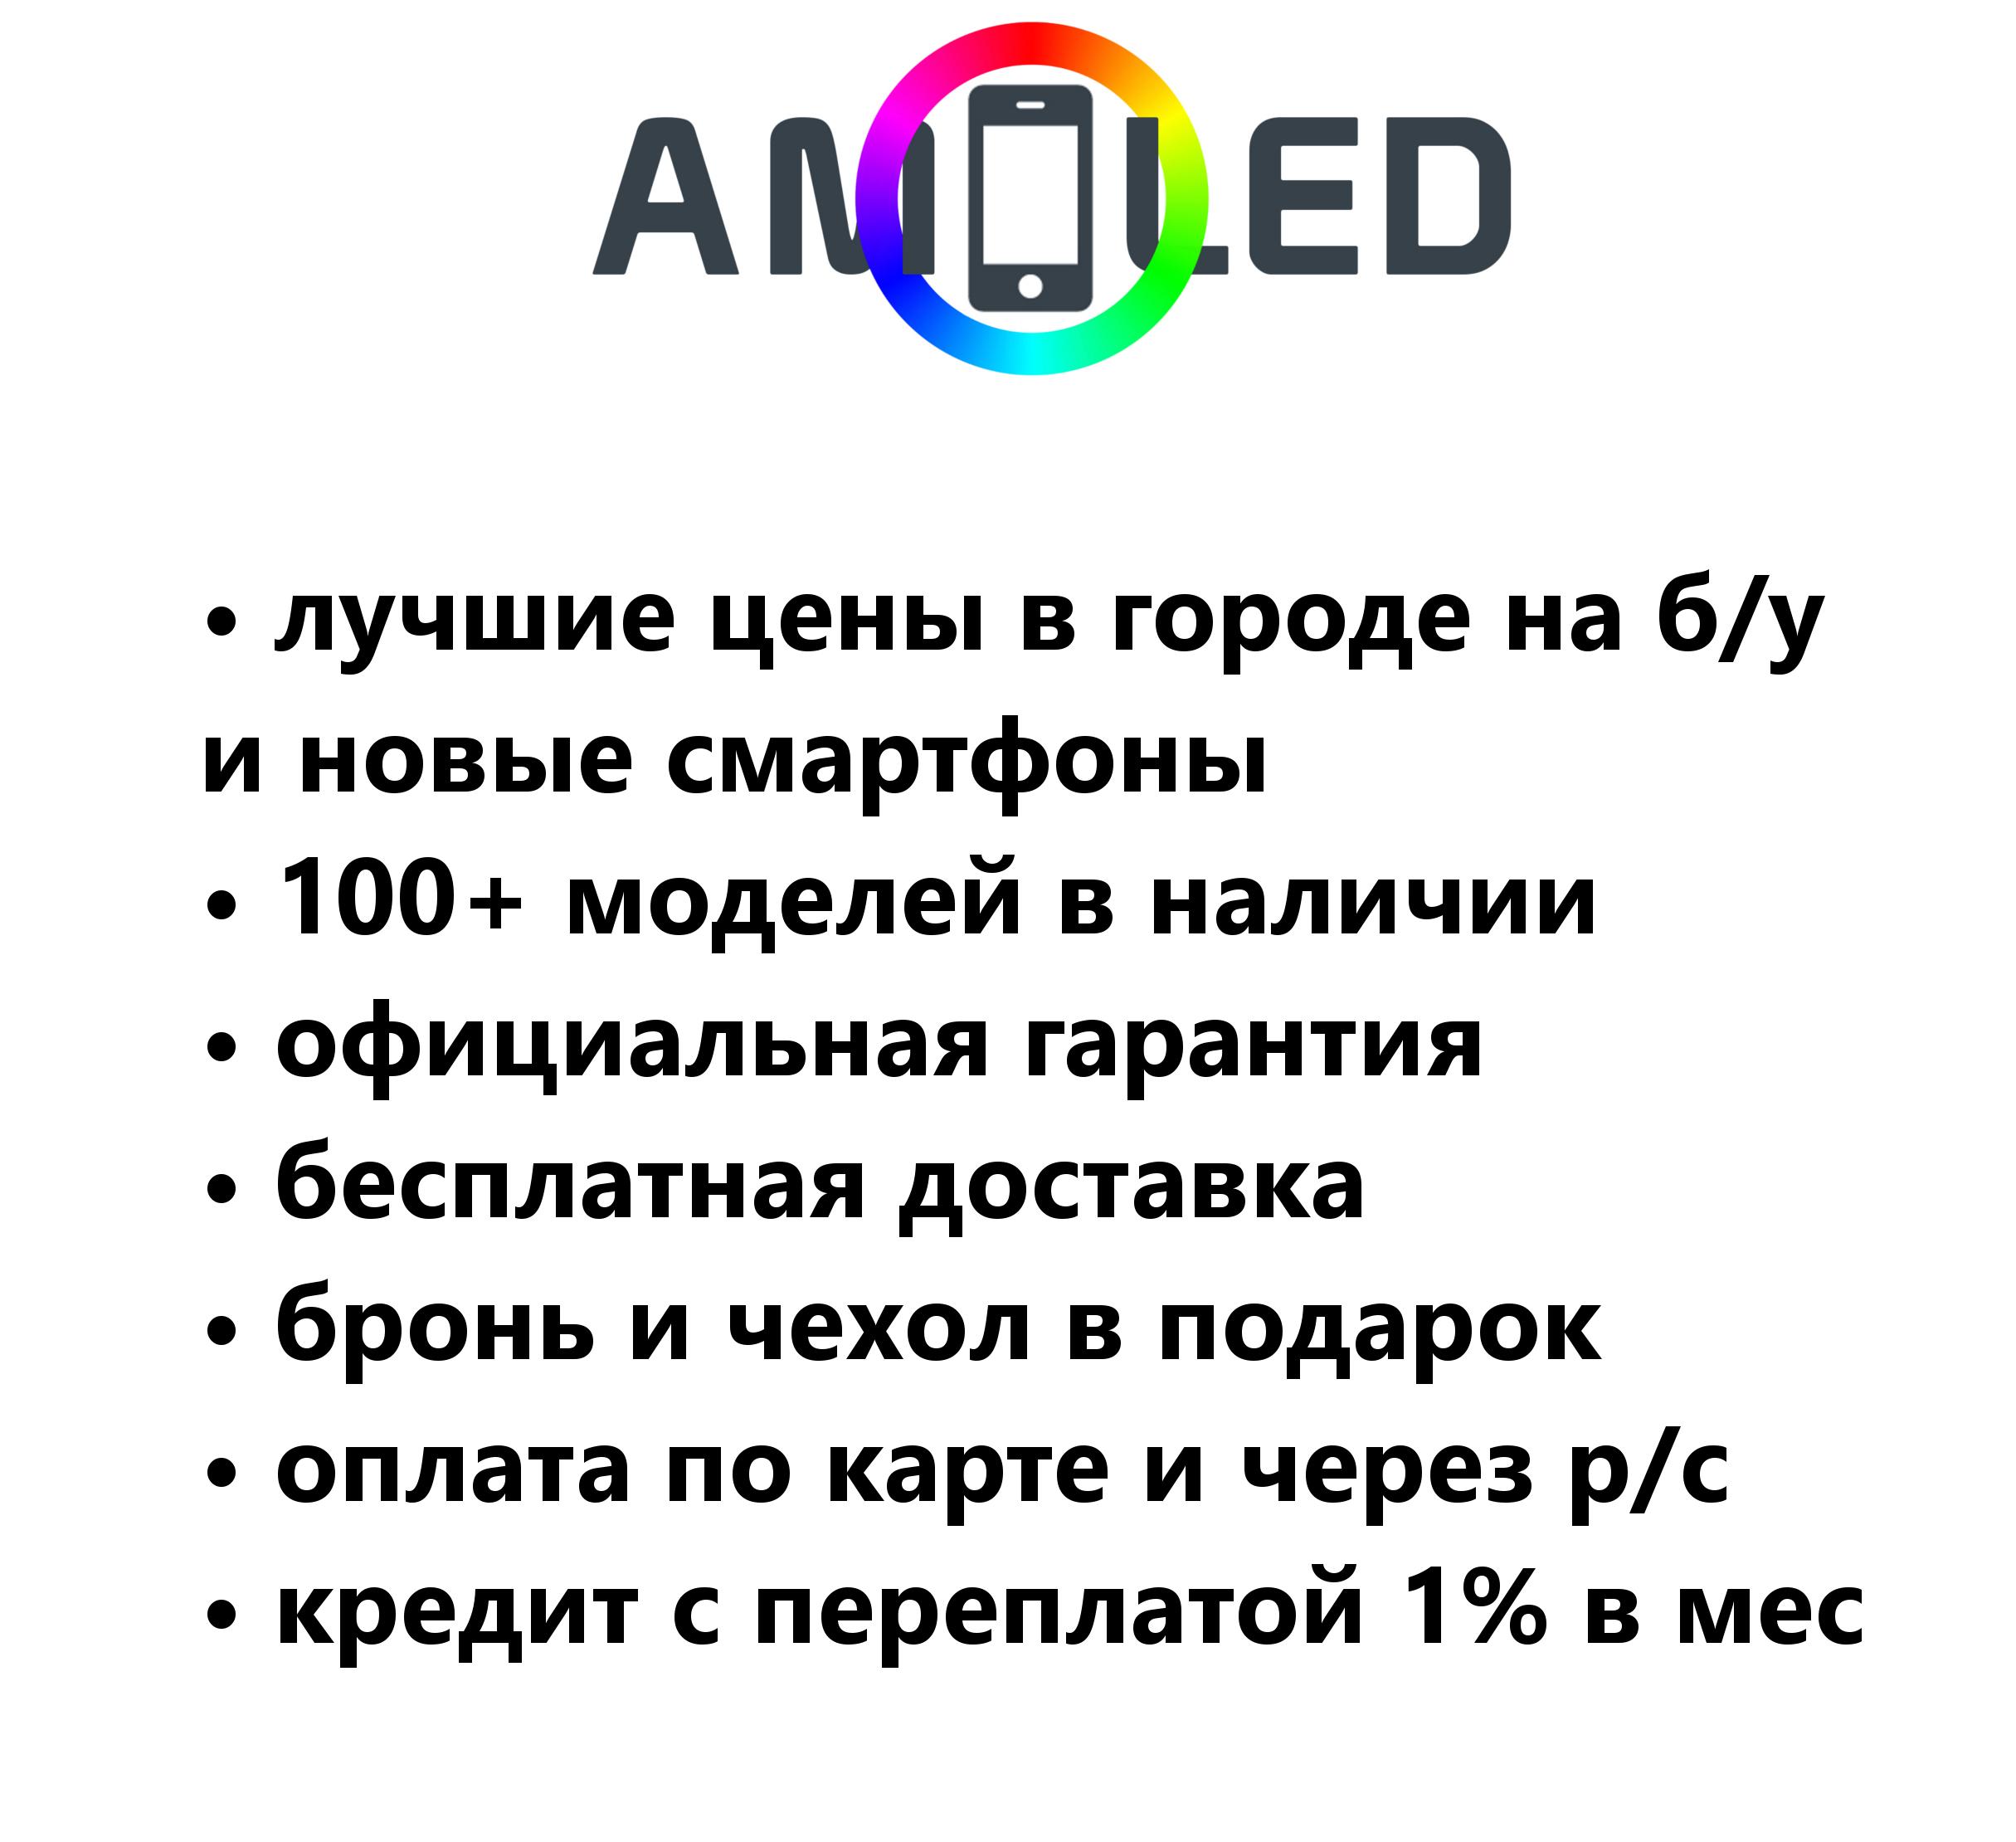 AMOLED
• лучшие цены в городе на б/у
и новые смартфоны
• 100+ моделей в наличии
• официальная гарантия
• бесплатная доставка
• бронь и чехол в подарок
• оплата по карте и через р/с
• кредит с переплатой 1% в мес